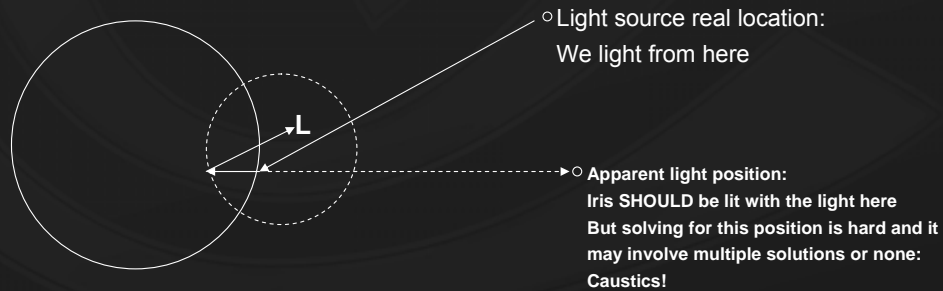 Light source real location:
We light from here
L
Apparent light position:
Iris SHOULD be lit with the light here
But solving for this position is hard and it
may involve multiple solutions or none:
Caustics!